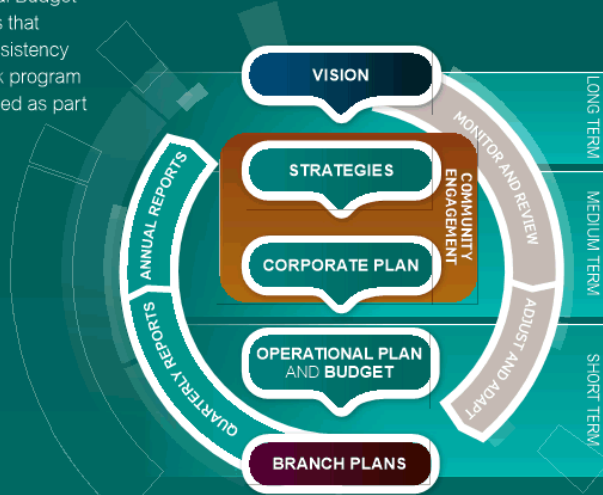 al Budget
s that
sistency
k program
ed as part
VISION
STRATEGIES
CORPORATE PLAN
OPERATIONAL PLAN
AND BUDGET
BRANCH PLANS
COMMUNITY
ENGAGEMENT
MONITOR AND REVIEW
ADJUST AND ADAPT
ANNUAL REPORTS
QUARTERLY REPORTS
LONG TERM
MEDIUM TERM
SHORT TERM